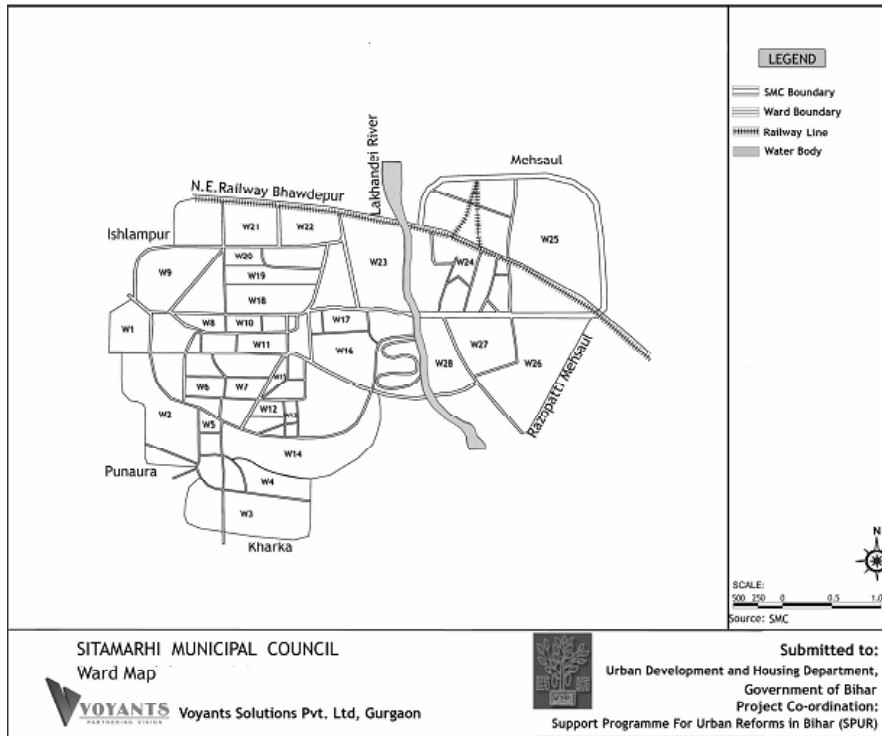 LEGEND
SMC Boundary
Ward Boundary
Railway Line
Water Body
Lakhandei River
Mehsaul
N.E.Railway Bhawdepur
Ishlampur
W21
W22
W25
W20
W23
W24
W9
W19
W18
W1
W8
W10
W17
W11
W16
W28
W27
W26
Razopatti Mehsaul
W15
W6
W7
W2
W12
W13
W5
W14
Punaura
W4
W3
Kharka
N
SCALE:
500 250 0 0.5 1.0
Source: SMC
SITAMARHI MUNICIPAL COUNCIL
Ward Map
VOYANTS
PARTNERING VISION
Voyants Solutions Pvt. Ltd, Gurgaon
Submitted to:
Urban Development and Housing Department,
Government of Bihar
Project Co-ordination:
Support Programme For Urban Reforms in Bihar (SPUR)